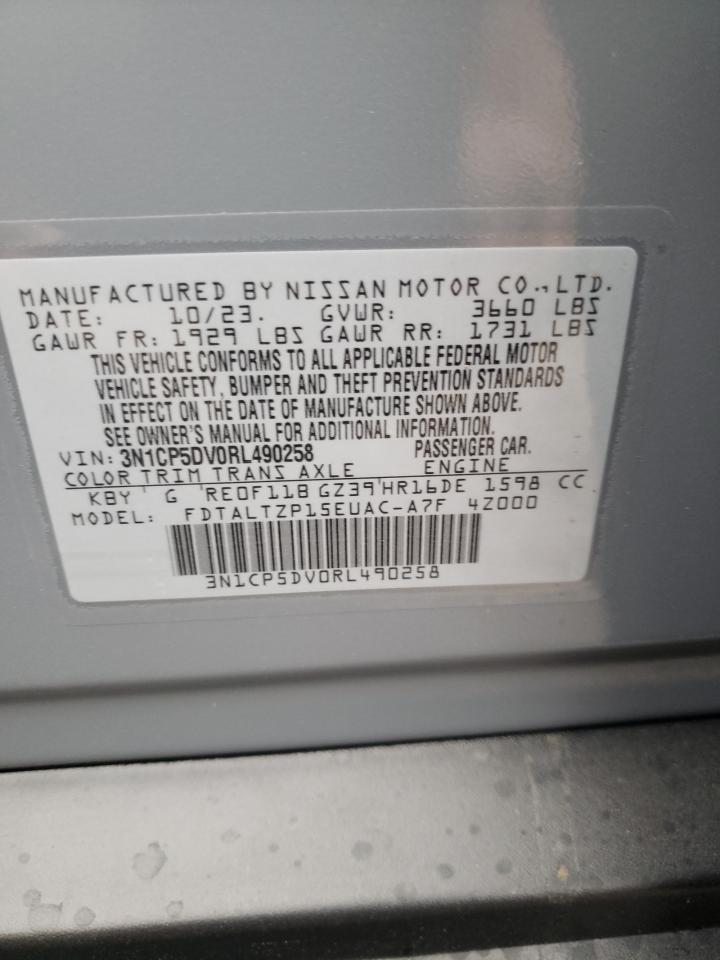 MANUFACTURED BY NISSAN MOTOR CO., LTD.
DATE: 10/23. GVWR: 3660 LBS
GAWR FR: 1929 LBS GAWR RR: 1731 LBS
THIS VEHICLE CONFORMS TO ALL APPLICABLE FEDERAL MOTOR
VEHICLE SAFETY, BUMPER AND THEFT PREVENTION STANDARDS
IN EFFECT ON THE DATE OF MANUFACTURE SHOWN ABOVE.
SEE OWNER'S MANUAL FOR ADDITIONAL INFORMATION.
VIN: 3N1CP5DV0RL490258 PASSENGER CAR.
COLOR TRIM TRANS AXLE ENGINE
KBY G RE0F11B GZ39 HR16DE 1598 CC
MODEL: FDTALTZP15EUAC-A7F 4Z000
3N1CP5DV0RL490258